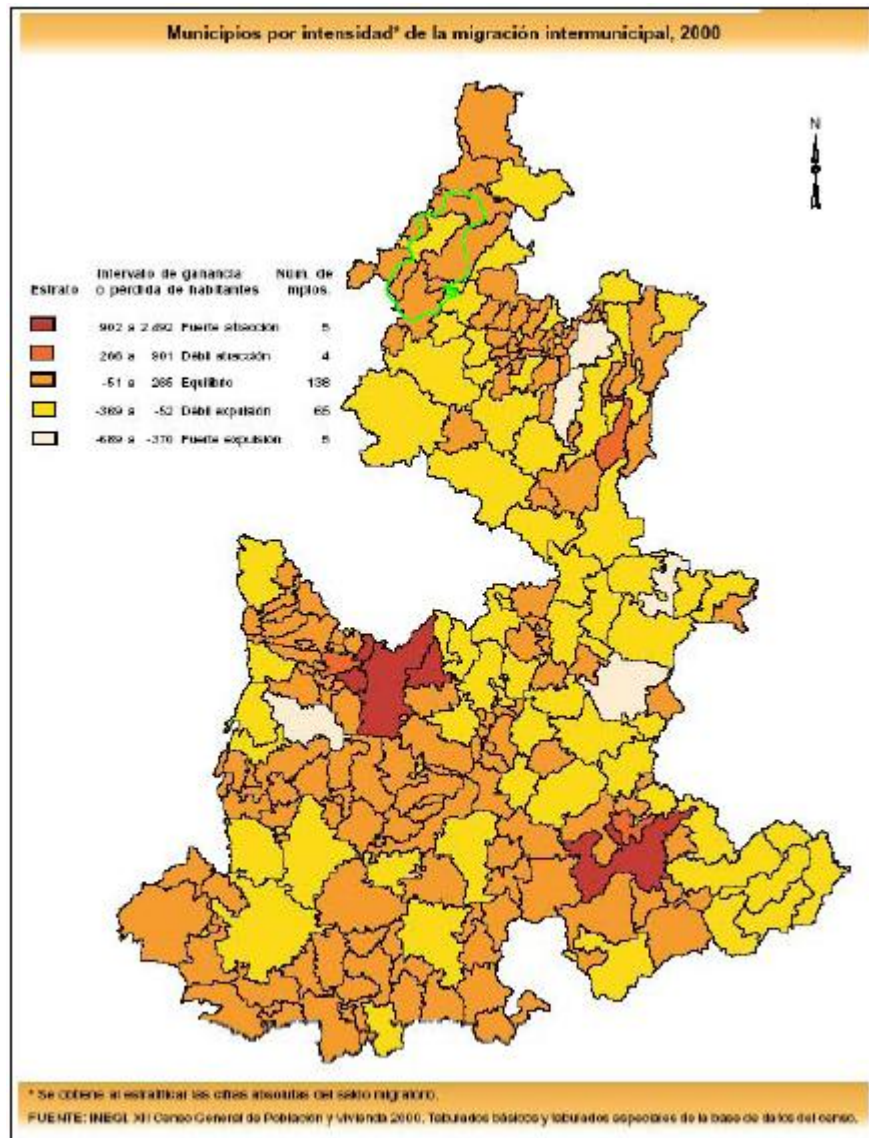 Municipios por intensidad* de la migración intermunicipal, 2000
N
Estrato Intervalo de ganancia o pérdida de habitantes Núm. de mpios.
902 a 2 492 Fuerte atracción 5
266 a 901 Débil atracción 4
-51 a 265 Equilibrio 138
-369 a -52 Débil expulsión 65
-689 a -370 Fuerte expulsión 5
* Se obtiene al estratificar las cifras absolutas del saldo migratorio.
FUENTE: INEGI. XII Censo General de Población y Vivienda 2000; Tabulados básicos y tabulados especiales de la base de datos del censo.